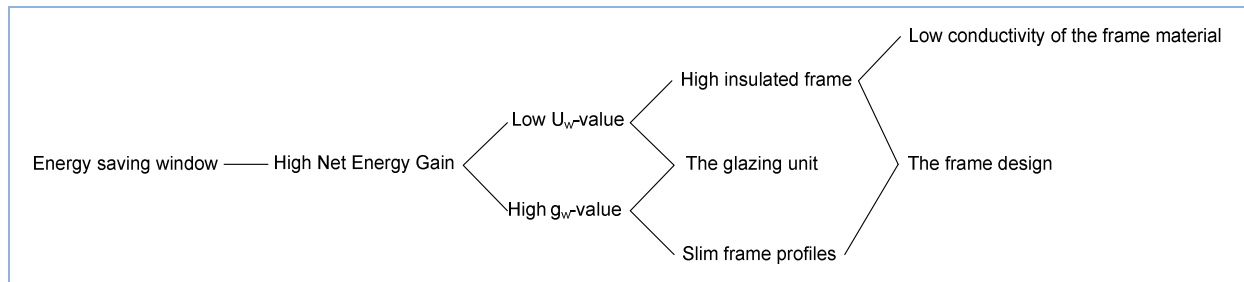 Low conductivity of the frame material
High insulated frame
Low Uw-value
Energy saving window
High Net Energy Gain
The glazing unit
The frame design
High gw-value
Slim frame profiles